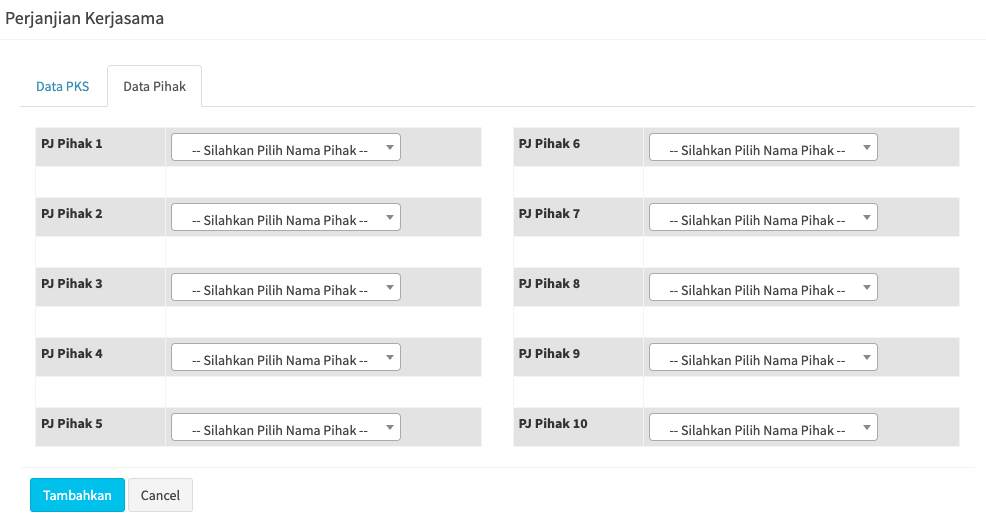 Perjanjian Kerjasama
Data PKS
Data Pihak
PJ Pihak 1
-- Silahkan Pilih Nama Pihak --
PJ Pihak 2
-- Silahkan Pilih Nama Pihak --
PJ Pihak 3
-- Silahkan Pilih Nama Pihak --
PJ Pihak 4
-- Silahkan Pilih Nama Pihak --
PJ Pihak 5
-- Silahkan Pilih Nama Pihak --
PJ Pihak 6
-- Silahkan Pilih Nama Pihak --
PJ Pihak 7
-- Silahkan Pilih Nama Pihak --
PJ Pihak 8
-- Silahkan Pilih Nama Pihak --
PJ Pihak 9
-- Silahkan Pilih Nama Pihak --
PJ Pihak 10
-- Silahkan Pilih Nama Pihak --
Tambahkan
Cancel